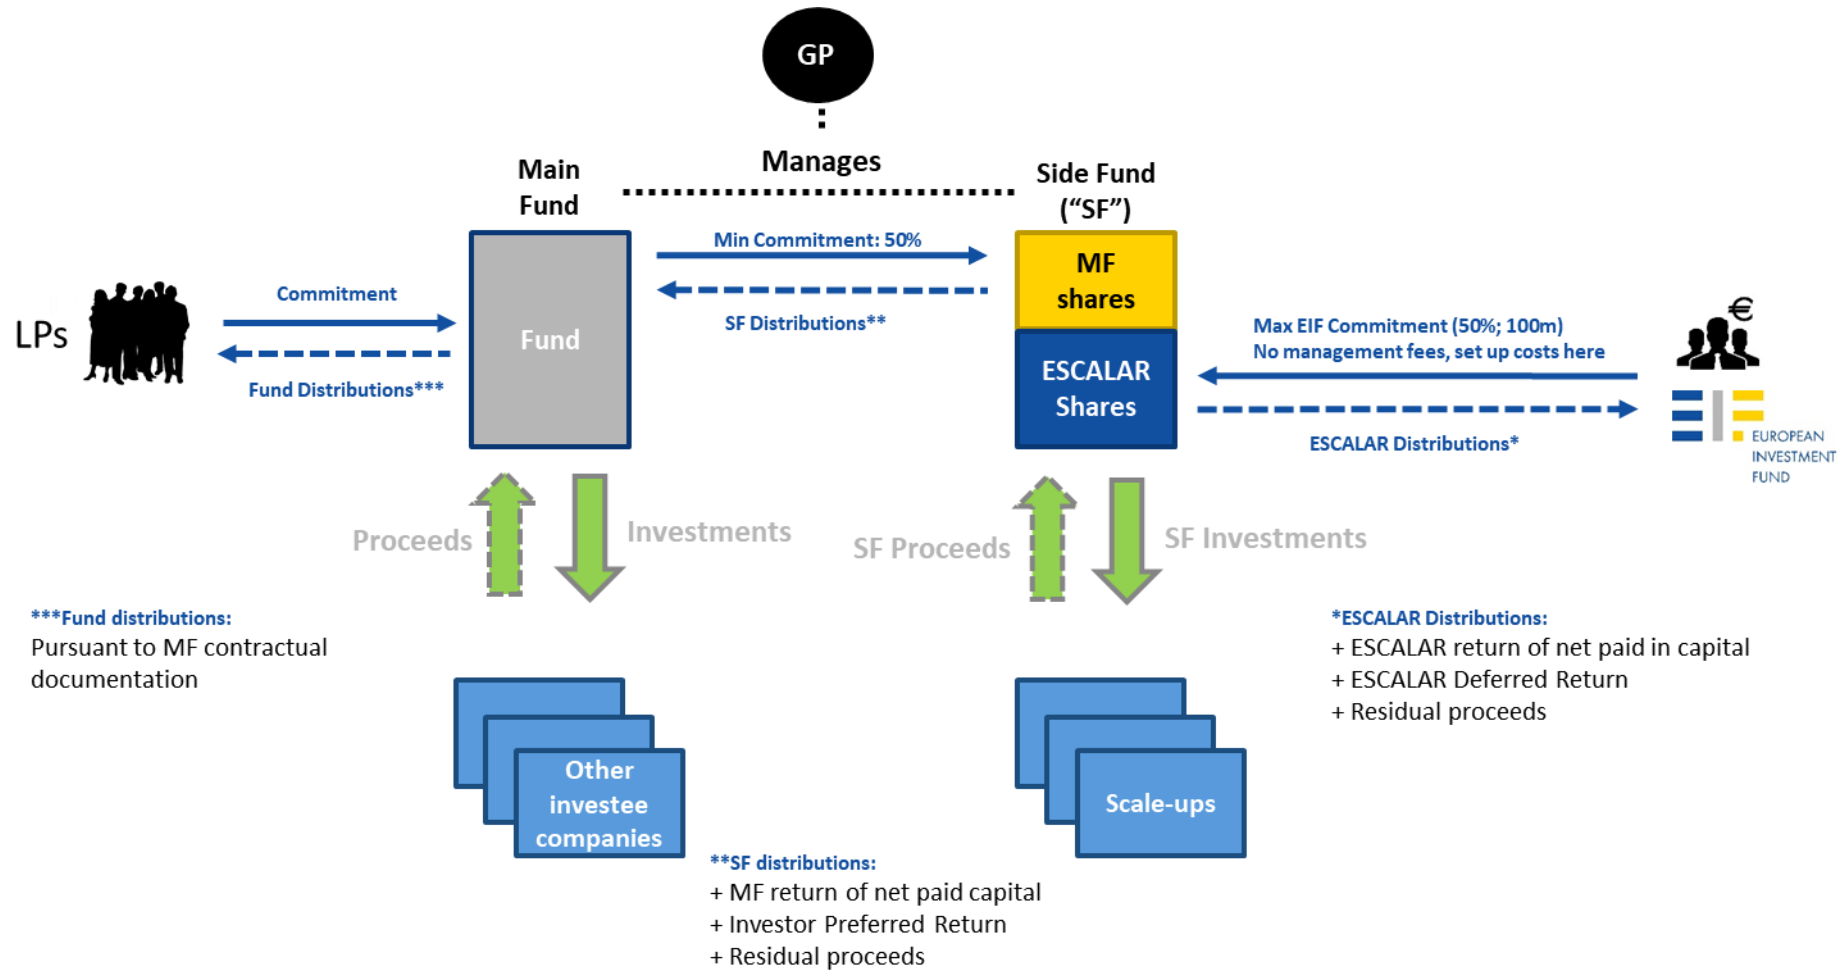 GP
Manages
Main
Fund
Side Fund
(“SF”)
Min Commitment: 50%
SF Distributions**
LPs
Commitment
Fund Distributions***
Fund
MF
shares
ESCALAR
Shares
Max EIF Commitment (50%; 100m)
No management fees, set up costs here
ESCALAR Distributions*
€
EIF
EUROPEAN
INVESTMENT
FUND
Proceeds
Investments
SF Proceeds
SF Investments
***Fund distributions:
Pursuant to MF contractual
documentation
*ESCALAR Distributions:
+ ESCALAR return of net paid in capital
+ ESCALAR Deferred Return
+ Residual proceeds
Other
investee
companies
Scale-ups
**SF distributions:
+ MF return of net paid capital
+ Investor Preferred Return
+ Residual proceeds